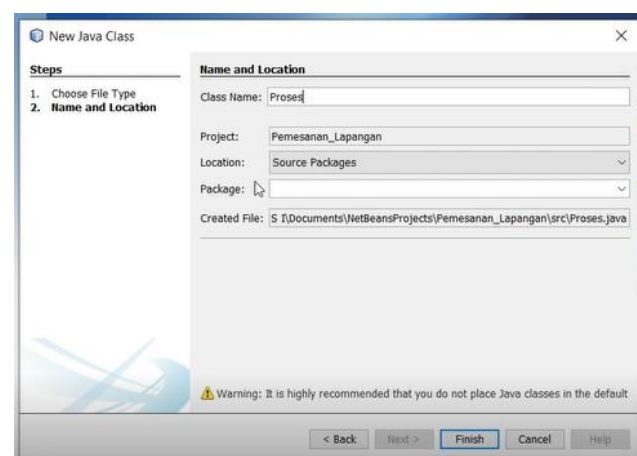 New Java Class
Steps
1. Choose File Type
2. Name and Location
Name and Location
Class Name: Proses
Project: Pemesanan_Lapangan
Location: Source Packages
Package:
Created File: S I\Documents\NetBeansProjects\Pemesanan_Lapangan\src\Proses.java
Warning: It is highly recommended that you do not place Java classes in the default
< Back Next > Finish Cancel Help